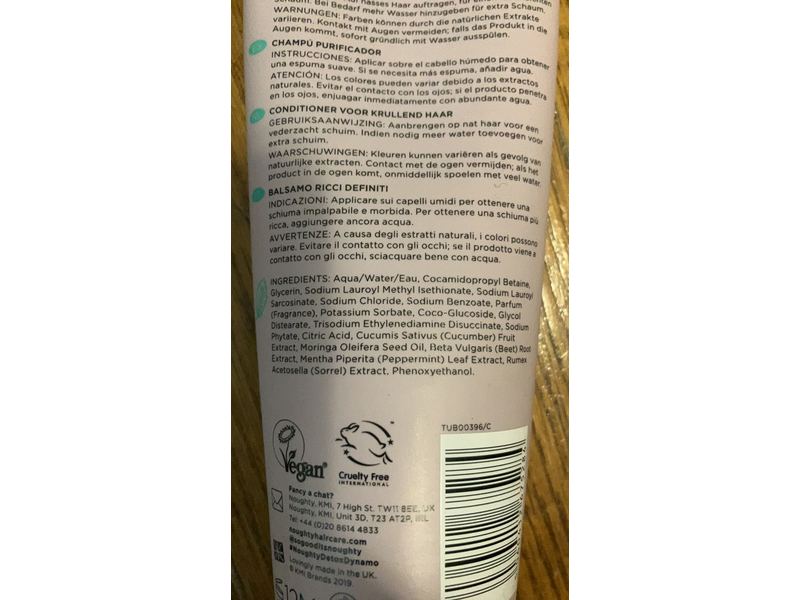 nasses Haar auftragen, für eine
Schaum. Bei Bedarf mehr Wasser hinzugeben für extra Schaum.
WARNUNGEN: Farben können durch die natürlichen Extrakte
variieren. Kontakt mit Augen vermeiden; falls das Produkt in die
Augen kommt, sofort gründlich mit Wasser ausspülen.
ES CHAMPÚ PURIFICADOR
INSTRUCCIONES: Aplicar sobre el cabello húmedo para obtener
una espuma suave. Si se necesita más espuma, añadir agua.
ATENCIÓN: Los colores pueden variar debido a los extractos
naturales. Evitar el contacto con los ojos; si el producto penetra
en los ojos, enjuagar inmediatamente con abundante agua.
NL CONDITIONER VOOR KRULLEND HAAR
GEBRUIKSAANWIJZING: Aanbrengen op nat haar voor een
vederzacht schuim. Indien nodig meer water toevoegen voor
extra schuim.
WAARSCHUWINGEN: Kleuren kunnen variëren als gevolg van
natuurlijke extracten. Contact met de ogen vermijden; als het
product in de ogen komt, onmiddellijk spoelen met veel water.
BALSAMO RICCI DEFINITI
INDICAZIONI: Applicare sui capelli umidi per ottenere una
schiuma impalpabile e morbida. Per ottenere una schiuma più
ricca, aggiungere ancora acqua.
AVVERTENZE: A causa degli estratti naturali, i colori possono
variare. Evitare il contatto con gli occhi; se il prodotto viene a
contatto con gli occhi, sciacquare bene con acqua.
INGREDIENTS: Aqua/Water/Eau, Cocamidopropyl Betaine,
Glycerin, Sodium Lauroyl Methyl Isethionate, Sodium Lauroyl
Sarcosinate, Sodium Chloride, Sodium Benzoate, Parfum
(Fragrance), Potassium Sorbate, Coco-Glucoside, Glycol
Distearate, Trisodium Ethylenediamine Disuccinate, Sodium
Phytate, Citric Acid, Cucumis Sativus (Cucumber) Fruit
Extract, Moringa Oleifera Seed Oil, Beta Vulgaris (Beet) Root
Extract, Mentha Piperita (Peppermint) Leaf Extract, Rumex
Acetosella (Sorrel) Extract, Phenoxyethanol.
TUB00396/C
Vegan
Cruelty Free
INTERNATIONAL
Fancy a chat?
Noughty, KMI, 7 High St. TW11 8EE, UK
Noughty, KMI, Unit 3D, T23 AT2P, IRL
Tel: +44 (0)20 8614 4833
noughtyhaircare.com
@sogooditsnoughty
#NoughtyDetoxDynamo
Lovingly made in the UK.
© KMI Brands 2019.